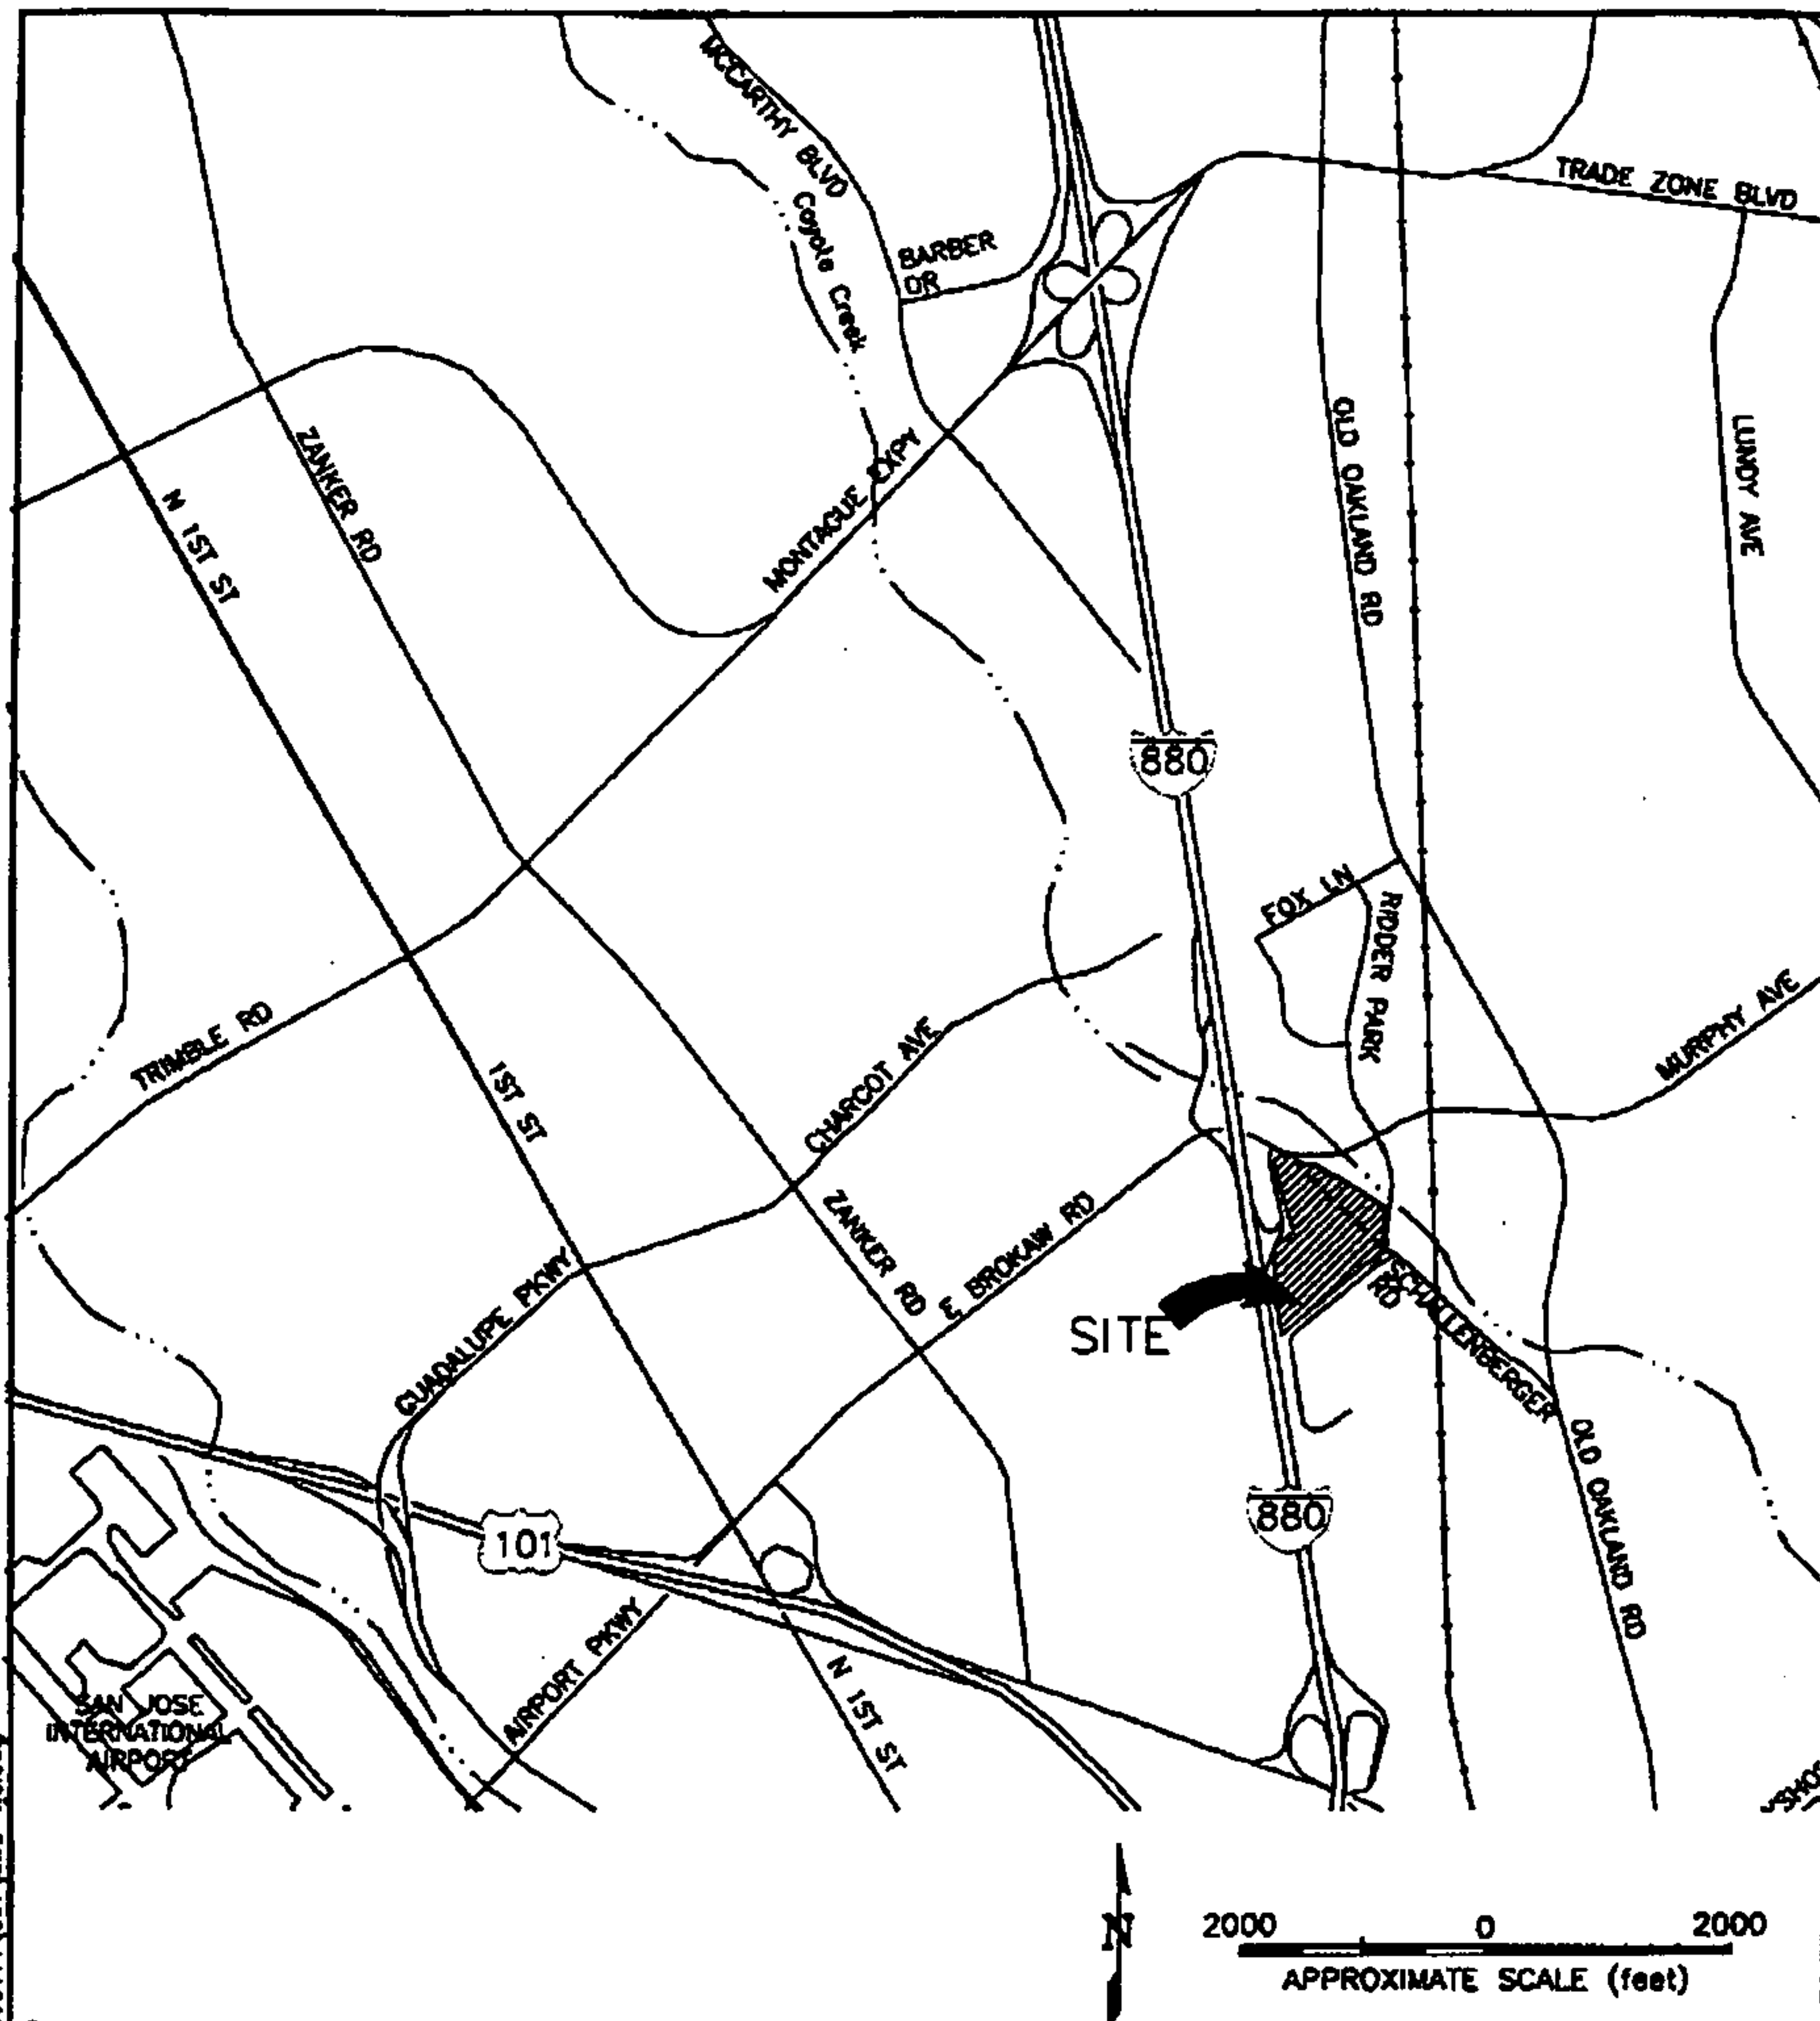 McCARTHY BLVD
TRADE ZONE BLVD
Coyote Creek
BARBER
DR
OLD OAKLAND RD
LUNDY AVE
ZANKER RD
MONTAGUE EXPY
N 1ST ST
880
FOX LN
RIDDER PARK
MURPHY AVE
TRIMBLE RD
1ST ST
CHARCOT AVE
ZANKER RD
E BROKAW RD
GUADALUPE PKWY
SITE
SCHALLENBERGER
RD
OLD OAKLAND RD
880
101
AIRPORT PKWY
N 1ST ST
SAN JOSE
INTERNATIONAL
AIRPORT
N
2000 0 2000
APPROXIMATE SCALE (feet)